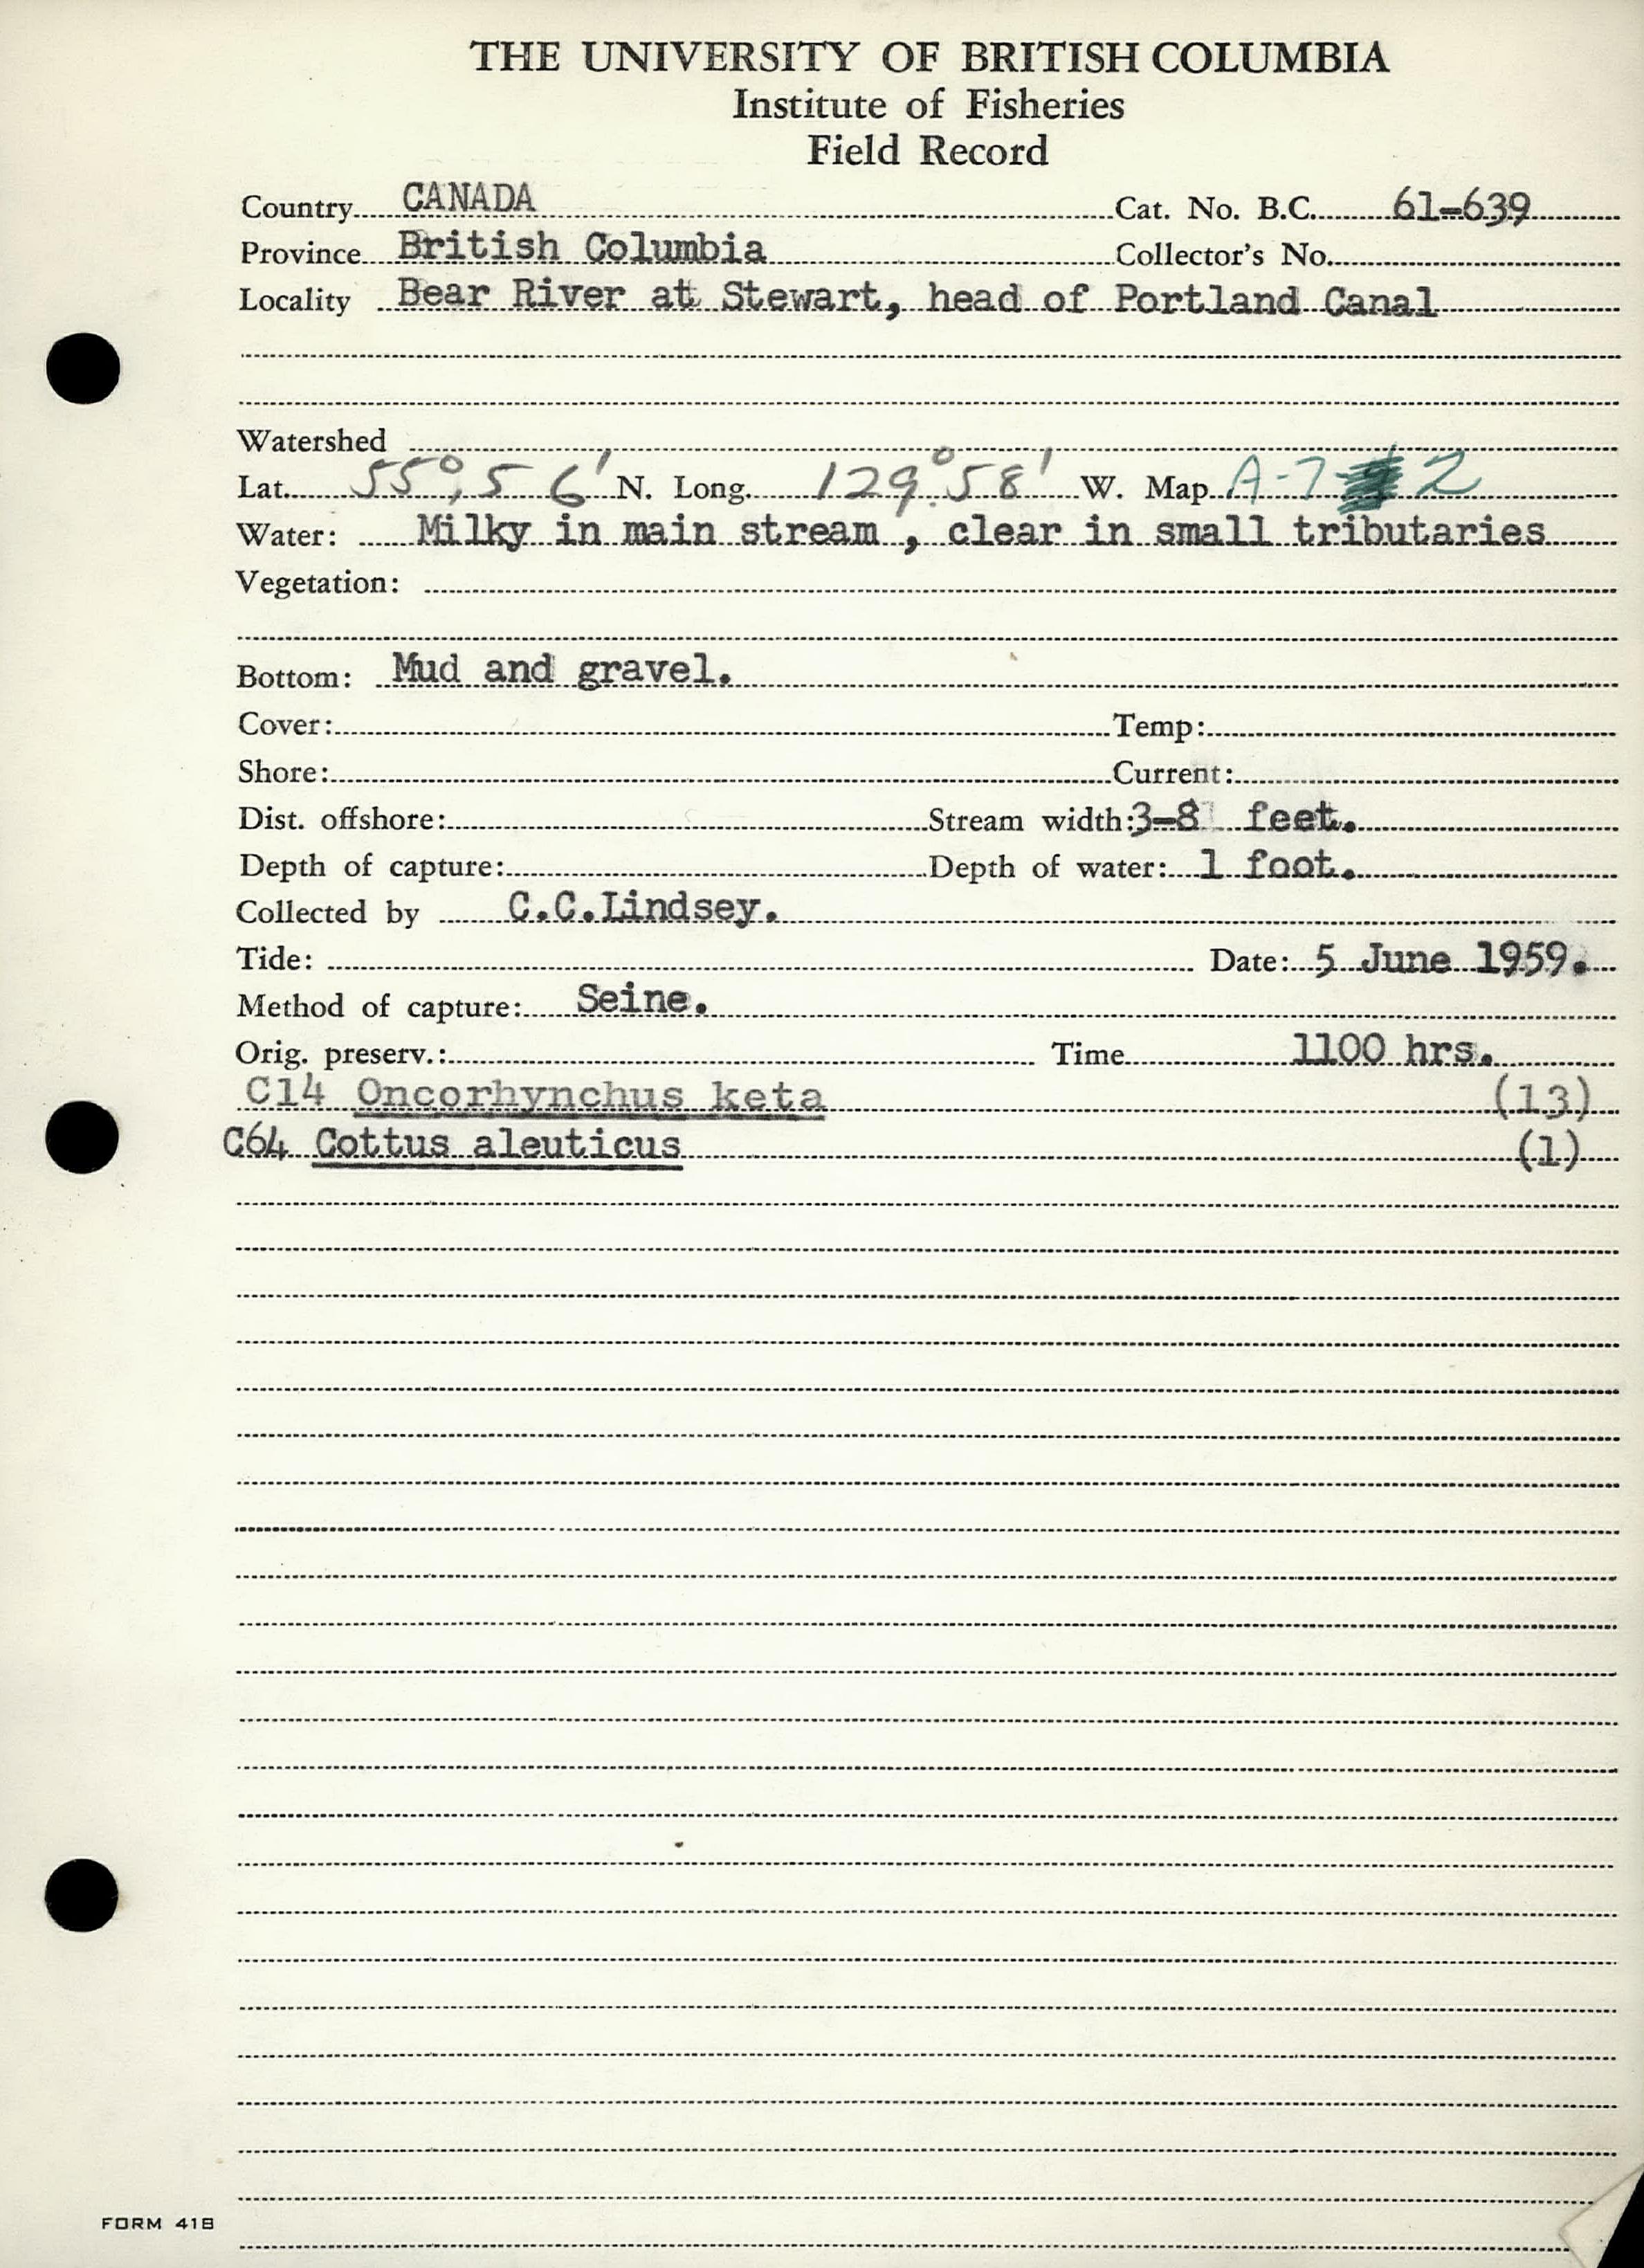 THE UNIVERSITY OF BRITISH COLUMBIA
Institute of Fisheries
Field Record
Country CANADA Cat. No. B.C. 61-639
Province British Columbia Collector's No.
Locality Bear River at Stewart, head of Portland Canal
Watershed
Lat. 55°, 56' N. Long. 129° 58' W. Map A-7 2
Water: Milky in main stream , clear in small tributaries
Vegetation:
Bottom: Mud and gravel.
Cover: Temp:
Shore: Current:
Dist. offshore: Stream width: 3-8 feet.
Depth of capture: Depth of water: 1 foot.
Collected by C.C.Lindsey.
Tide: Date: 5 June 1959.
Method of capture: Seine.
Orig. preserv.: Time 1100 hrs.
C14 Oncorhynchus keta (13)
C64 Cottus aleuticus (1)
FORM 41B